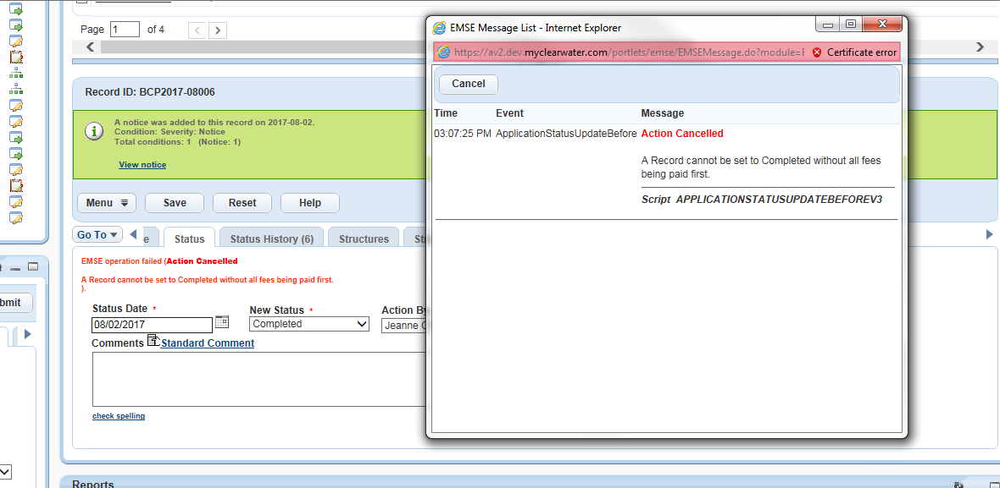 Page 1 of 4
Record ID: BCP2017-08006
A notice was added to this record on 2017-08-02.
Condition: Severity: Notice
Total conditions: 1 (Notice: 1)
View notice
Menu Save Reset Help
Go To e Status Status History (6) Structures St
EMSE operation failed (Action Cancelled
A Record cannot be set to Completed without all fees being paid first.
).
Status Date * New Status * Action By
08/02/2017 Completed Jeanne
Comments Standard Comment
check spelling
bmit
Reports
EMSE Message List - Internet Explorer
https://av2.dev.myclearwater.com/portlets/emse/EMSEMessage.do?module= Certificate error
Cancel
Time Event Message
03:07:25 PM ApplicationStatusUpdateBefore Action Cancelled
A Record cannot be set to Completed without all fees
being paid first.
Script APPLICATIONSTATUSUPDATEBEFOREV3